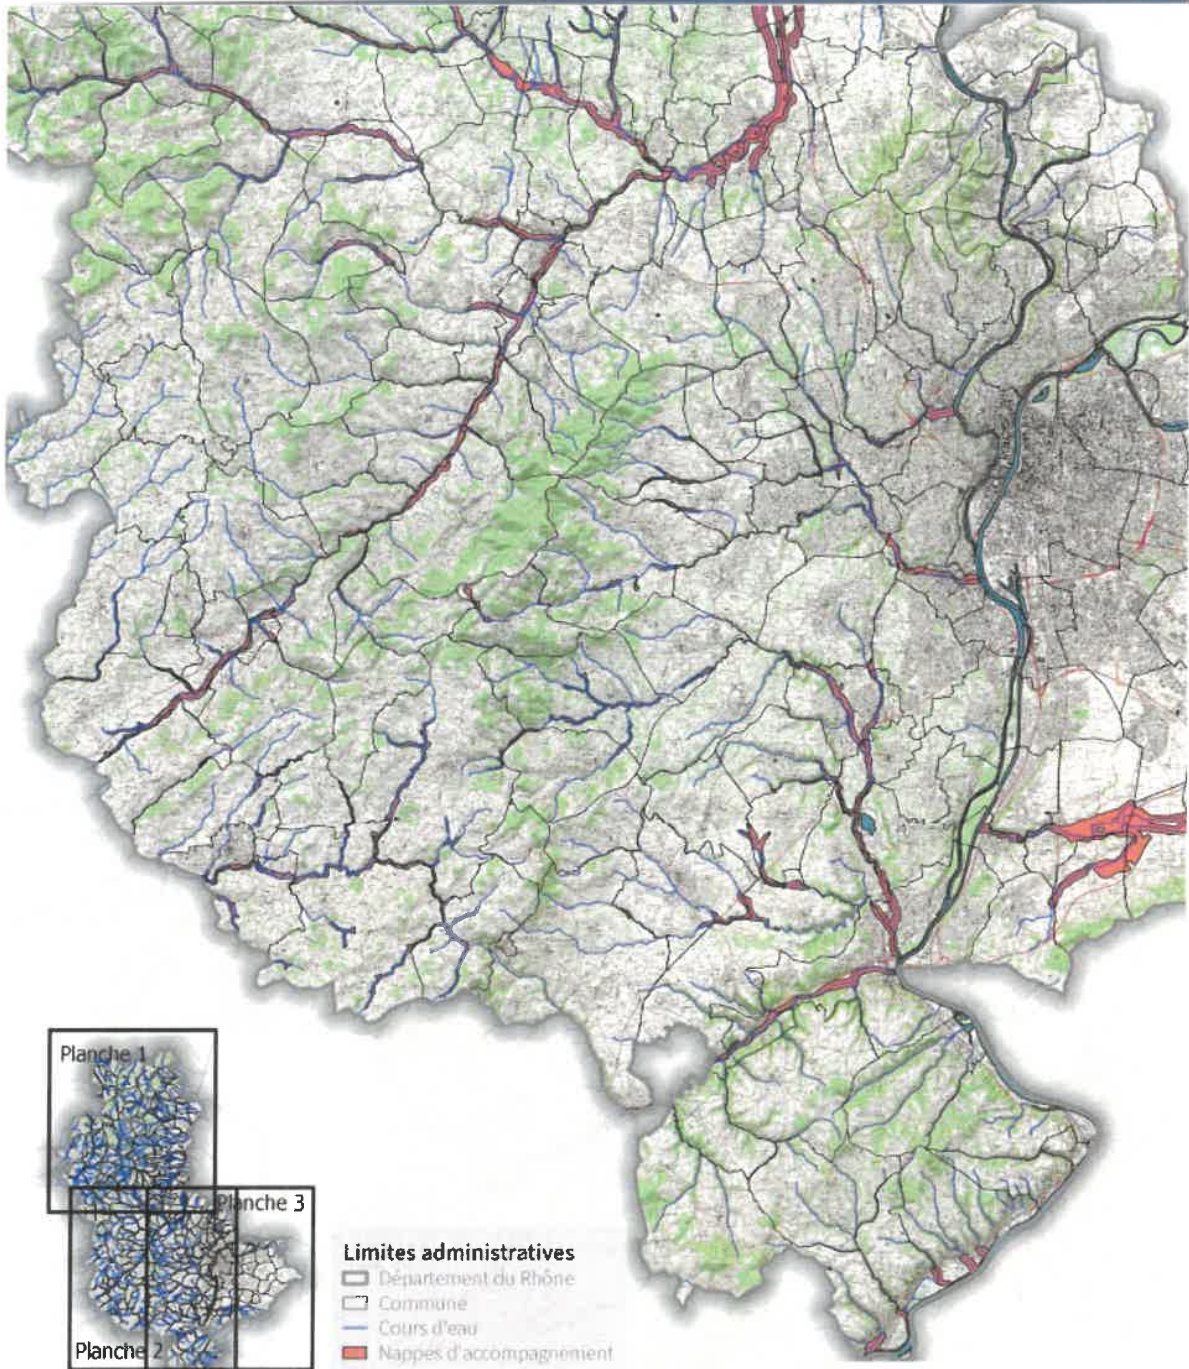 Planche 1
Planche 3
Planche 2
Limites administratives
Département du Rhône
Commune
Cours d'eau
Nappes d'accompagnement